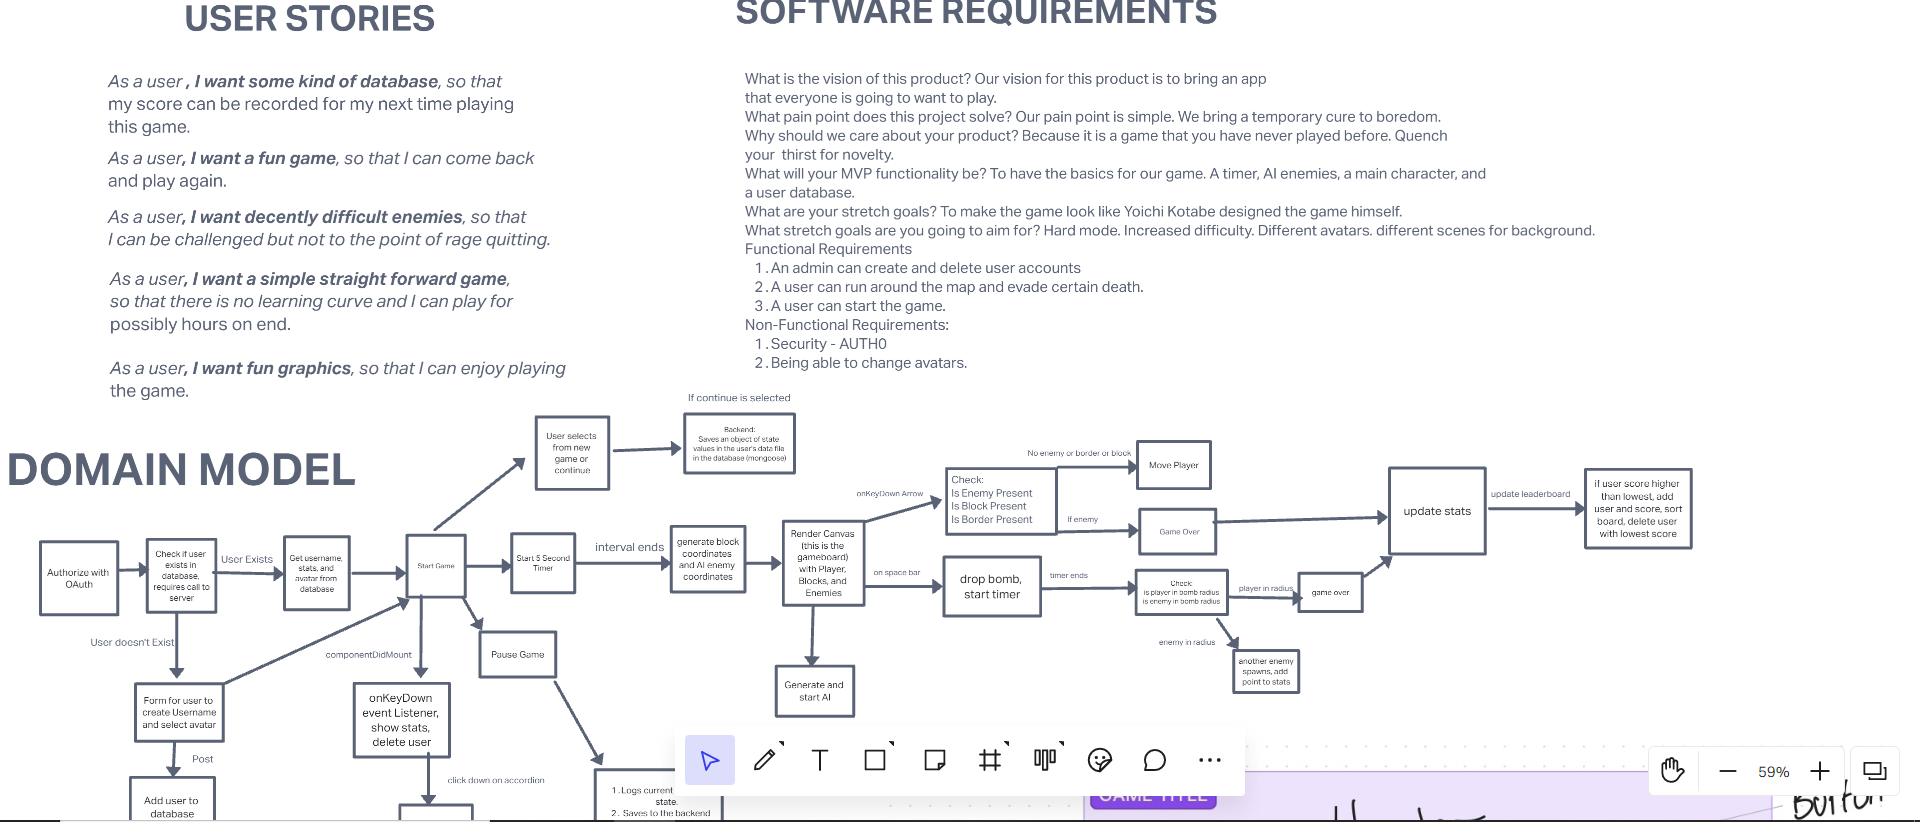 USER STORIES
As a user , I want some kind of database, so that
my score can be recorded for my next time playing
this game.
As a user, I want a fun game, so that I can come back
and play again.
As a user, I want decently difficult enemies, so that
I can be challenged but not to the point of rage quitting.
As a user, I want a simple straight forward game,
so that there is no learning curve and I can play for
possibly hours on end.
As a user, I want fun graphics, so that I can enjoy playing
the game.
SOFTWARE REQUIREMENTS
What is the vision of this product? Our vision for this product is to bring an app
that everyone is going to want to play.
What pain point does this project solve? Our pain point is simple. We bring a temporary cure to boredom.
Why should we care about your product? Because it is a game that you have never played before. Quench
your thirst for novelty.
What will your MVP functionality be? To have the basics for our game. A timer, AI enemies, a main character, and
a user database.
What are your stretch goals? To make the game look like Yoichi Kotabe designed the game himself.
What stretch goals are you going to aim for? Hard mode. Increased difficulty. Different avatars. different scenes for background.
Functional Requirements
1. An admin can create and delete user accounts
2. A user can run around the map and evade certain death.
3. A user can start the game.
Non-Functional Requirements:
1. Security - AUTH0
2. Being able to change avatars.
DOMAIN MODEL
Authorize with
OAuth
Check if user
exists in
database,
requires call to
server
User Exists
Get username,
stats, and
avatar from
database
User doesn't Exist
Form for user to
create Username
and select avatar
Post
Add user to
database
Start Game
User selects
from new
game or
continue
If continue is selected
Backend:
Saves an object of state
values in the user's data file
in the database (mongoose)
Start 5 Second
Timer
interval ends
generate block
coordinates
and AI enemy
coordinates
componentDidMount
onKeyDown
event Listener,
show stats,
delete user
click down on accordion
Pause Game
1. Logs current
state.
2. Saves to the backend
Render Canvas
(this is the
gameboard)
with Player,
Blocks, and
Enemies
Generate and
start AI
onKeyDown Arrow
Check:
Is Enemy Present
Is Block Present
Is Border Present
No enemy or border or block
Move Player
If enemy
Game Over
on space bar
drop bomb,
start timer
timer ends
Check:
is player in bomb radius
is enemy in bomb radius
player in radius
game over
enemy in radius
another enemy
spawns, add
point to stats
update stats
update leaderboard
if user score higher
than lowest, add
user and score, sort
board, delete user
with lowest score
T
59%
GAME TITLE
Button